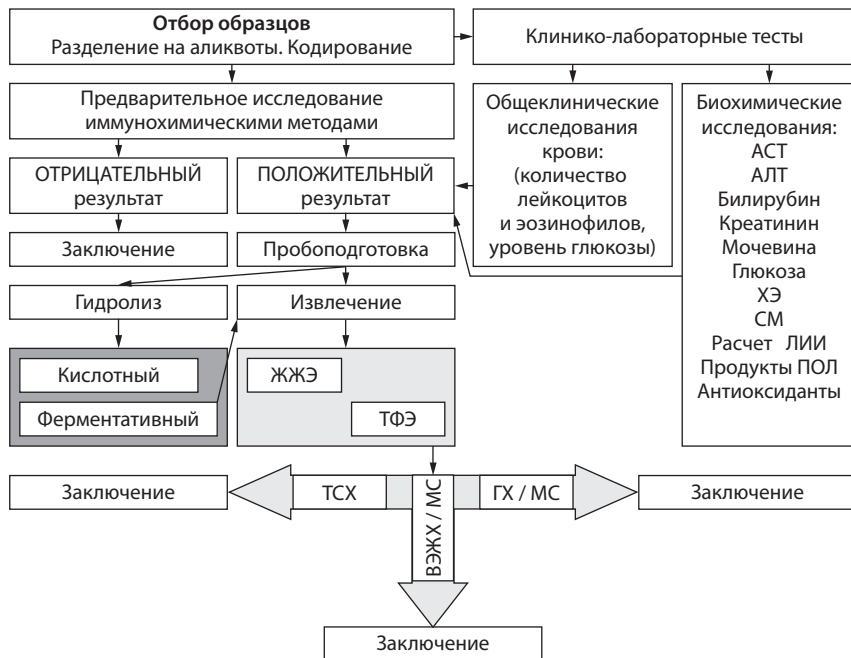 Отбор образцов
Разделение на аликвоты. Кодирование
Клинико-лабораторные тесты
Предварительное исследование
иммунохимическими методами
Общеклинические
исследования
крови:
(количество
лейкоцитов
и эозинофилов,
уровень глюкозы)
Биохимические
исследования:
АСТ
АЛТ
Билирубин
Креатинин
Мочевина
Глюкоза
ХЭ
СМ
Расчет ЛИИ
Продукты ПОЛ
Антиоксиданты
ОТРИЦАТЕЛЬНЫЙ
результат
ПОЛОЖИТЕЛЬНЫЙ
результат
Заключение
Пробоподготовка
Гидролиз
Извлечение
Кислотный
Ферментативный
ЖЖЭ
ТФЭ
Заключение
ТСХ
ВЭЖХ / МС
ГХ / МС
Заключение
Заключение